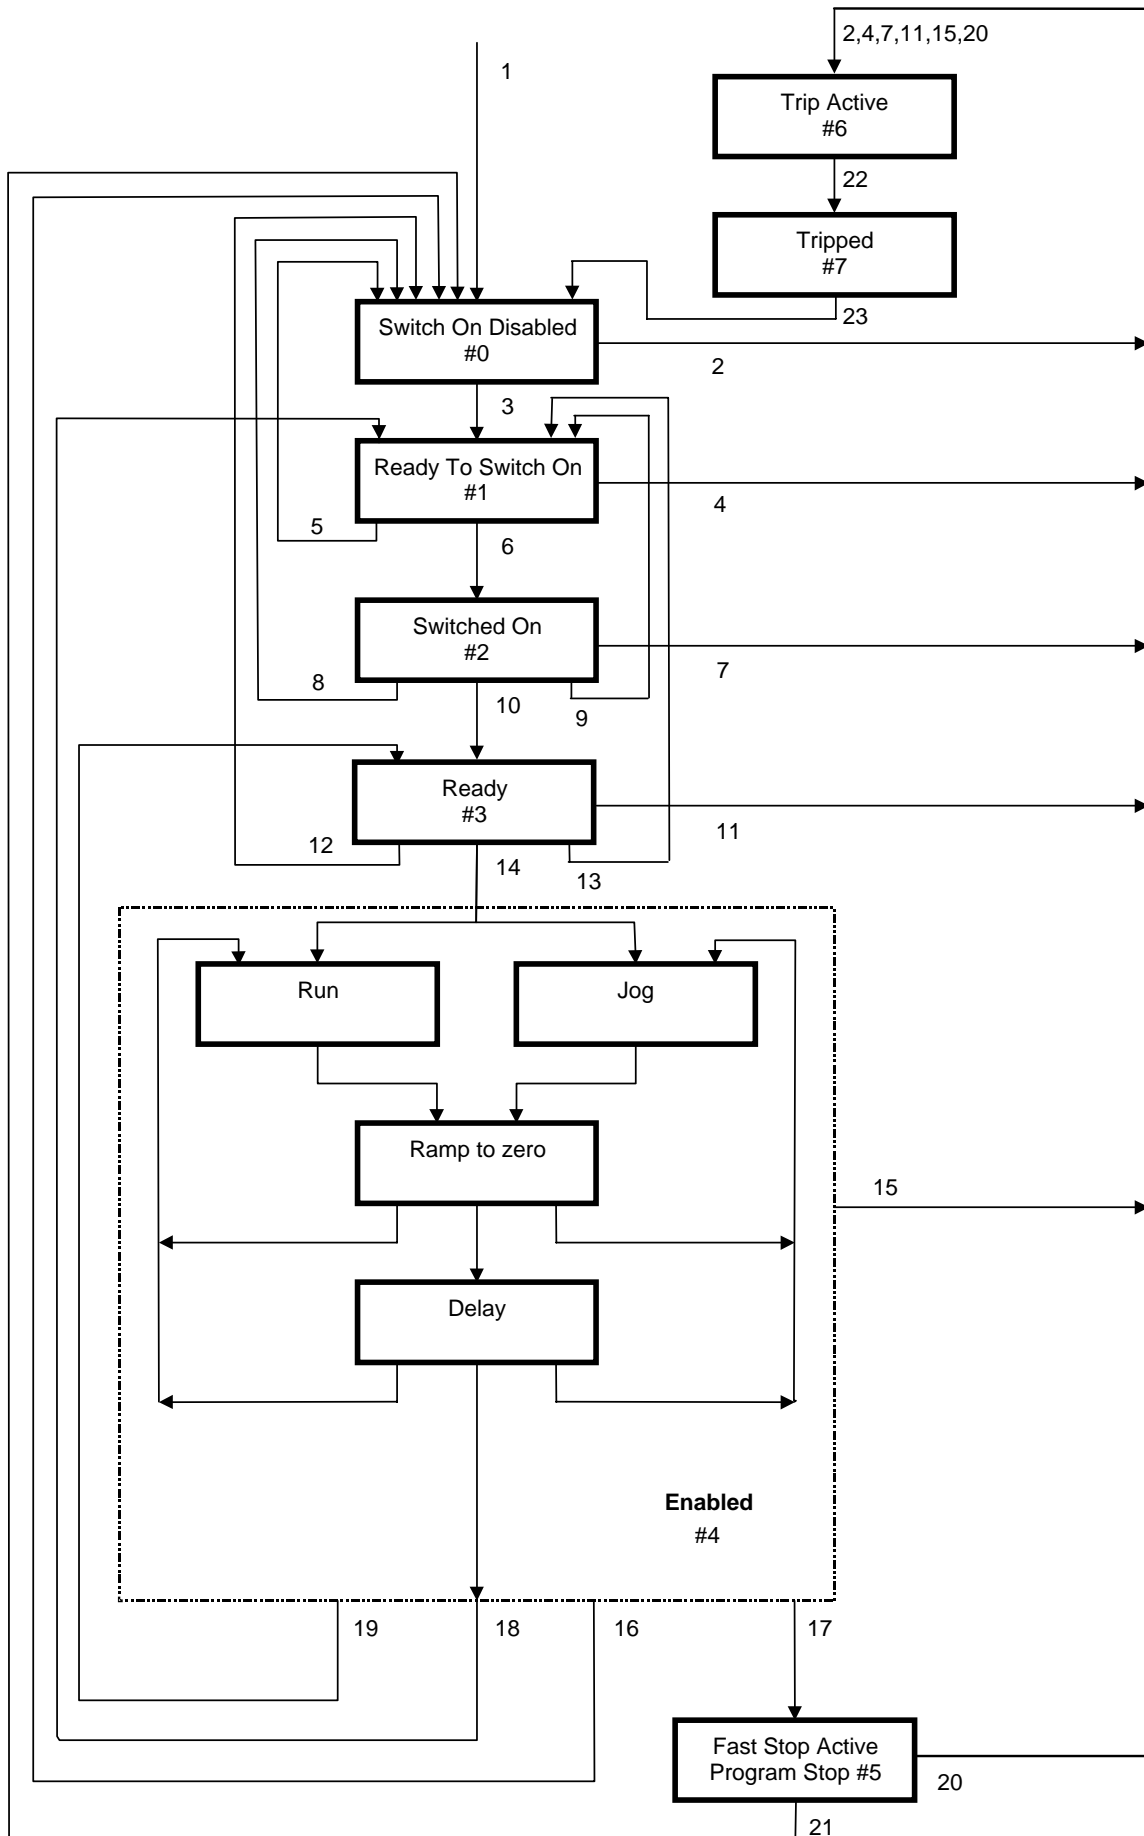 2,4,7,11,15,20
1
Trip Active
#6
22
Tripped
#7
23
Switch On Disabled
#0
2
3
Ready To Switch On
#1
4
5
6
Switched On
#2
7
8
10
9
Ready
#3
11
12
14
13
Run
Jog
Ramp to zero
15
Delay
Enabled
#4
19
18
16
17
Fast Stop Active
Program Stop #5
20
21